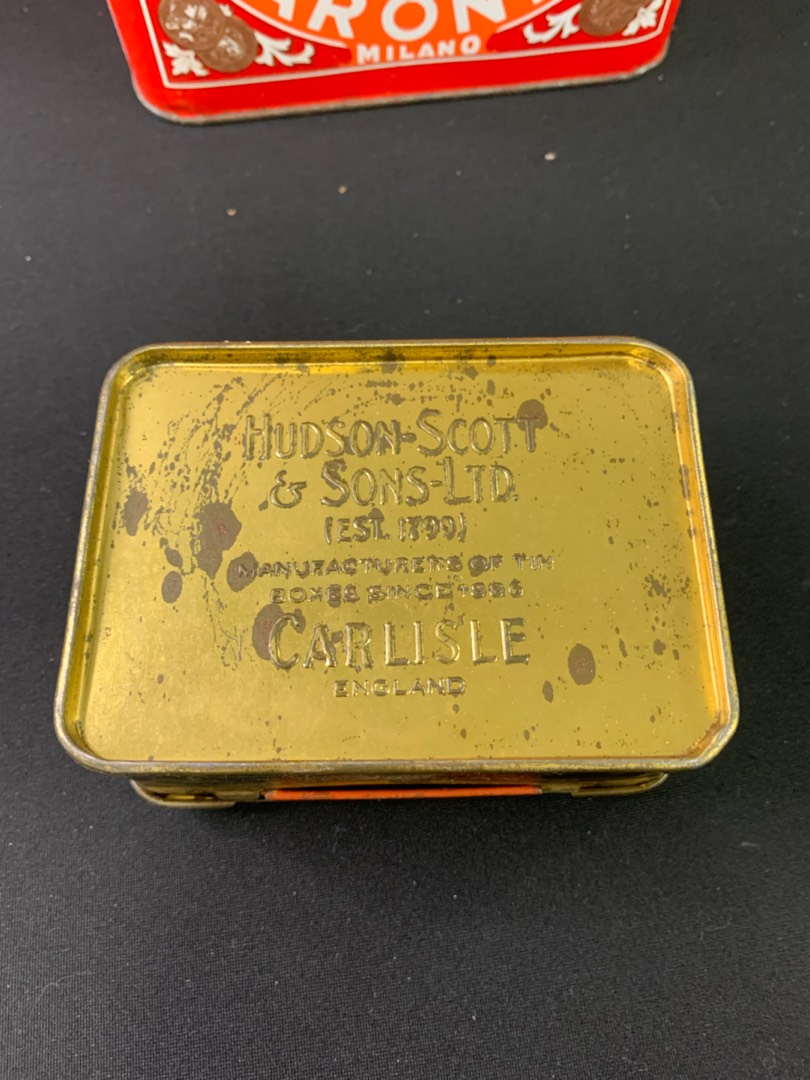 MILANO
HUDSON-SCOTT
& SONS-LTD.
(EST. 1799)
MANUFACTURERS OF TIN
BOXES SINCE
CARLISLE
ENGLAND